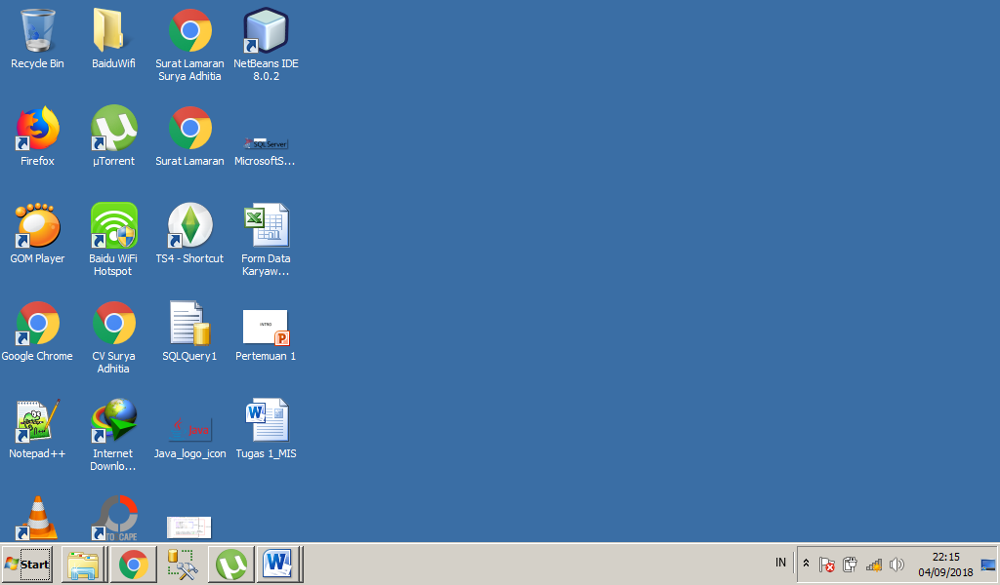 Recycle Bin
BaiduWifi
Surat Lamaran
Surya Adhitia
NetBeans IDE
8.0.2
Firefox
µTorrent
Surat Lamaran
SQLServer
MicrosoftS...
GOM Player
Baidu WiFi
Hotspot
TS4 - Shortcut
Form Data
Karyaw...
Google Chrome
CV Surya
Adhitia
SQLQuery1
INTRO
Pertemuan 1
Notepad++
Internet
Downlo...
Java
Java_logo_icon
Tugas 1_MIS
TO CAPE
Start
IN
22:15
04/09/2018